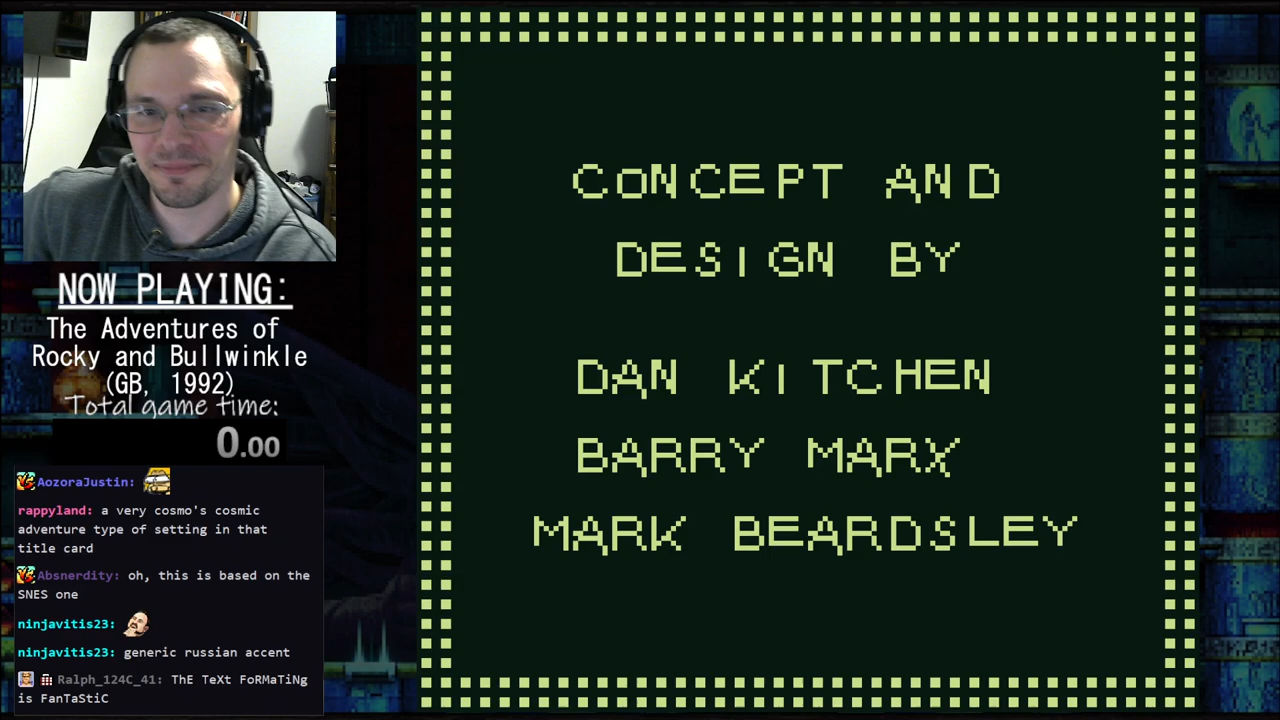 NOW PLAYING:
The Adventures of
Rocky and Bullwinkle
(GB, 1992)
Total game time:
0.00
AozoraJustin:
rappyland: a very cosmo's cosmic
adventure type of setting in that
title card
Absnerdity: oh, this is based on the
SNES one
ninjavitis23:
ninjavitis23: generic russian accent
Ralph_124C_41: ThE TeXt FoRMaTiNg
is FanTaStiC
CONCEPT AND
DESIGN BY
DAN KITCHEN
BARRY MARX
MARK BEARDSLEY